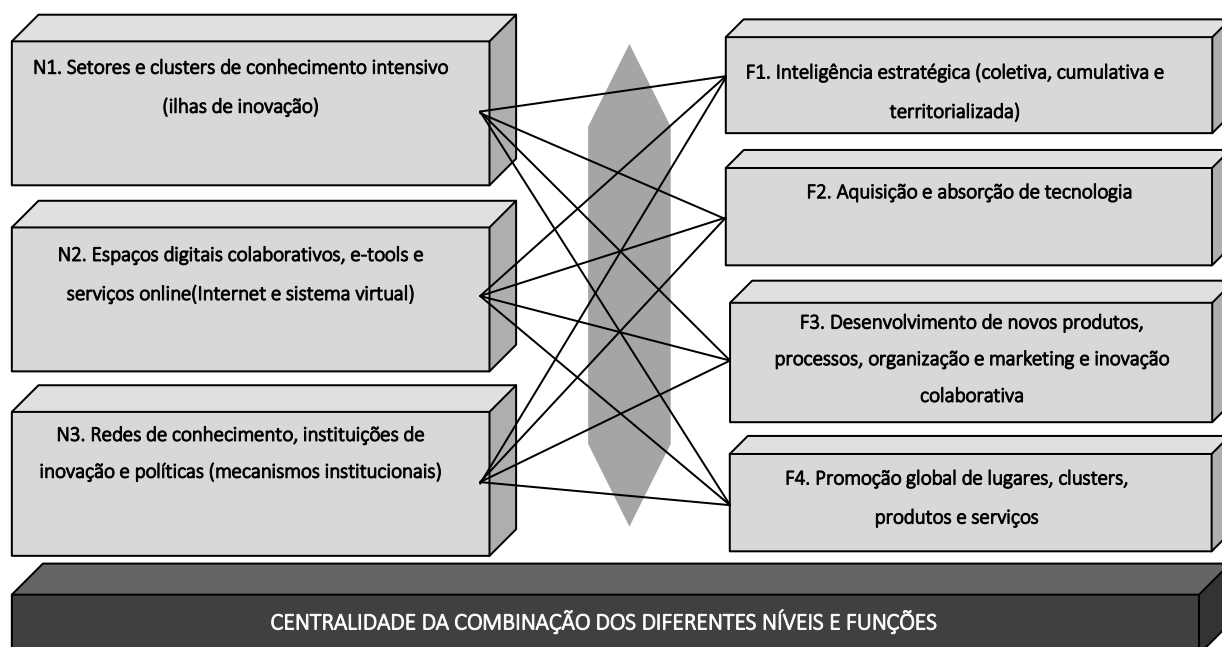 N1. Setores e clusters de conhecimento intensivo
(ilhas de inovação)
N2. Espaços digitais colaborativos, e-tools e
serviços online(Internet e sistema virtual)
N3. Redes de conhecimento, instituições de
inovação e políticas (mecanismos institucionais)
F1. Inteligência estratégica (coletiva, cumulativa e
territorializada)
F2. Aquisição e absorção de tecnologia
F3. Desenvolvimento de novos produtos,
processos, organização e marketing e inovação
colaborativa
F4. Promoção global de lugares, clusters,
produtos e serviços
CENTRALIDADE DA COMBINAÇÃO DOS DIFERENTES NÍVEIS E FUNÇÕES